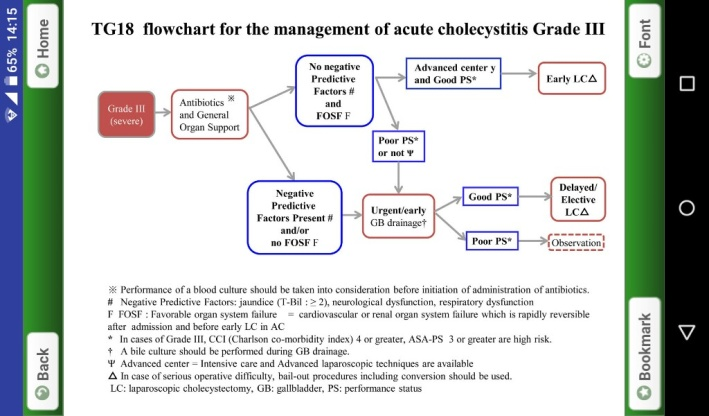 65% 14:15
Home
Back
Font
Bookmark
TG18 flowchart for the management of acute cholecystitis Grade III
Grade III
(severe)
Antibiotics ※
and General
Organ Support
No negative
Predictive
Factors #
and
FOSF F
Advanced center γ
and Good PS*
Early LC△
Poor PS*
or not Ψ
Negative
Predictive
Factors Present #
and/or
no FOSF F
Urgent/early
GB drainage†
Good PS*
Delayed/
Elective
LC△
Poor PS*
Observation
※ Performance of a blood culture should be taken into consideration before initiation of administration of antibiotics.
# Negative Predictive Factors: jaundice (T-Bil : ≥ 2), neurological dysfunction, respiratory dysfunction
F FOSF : Favorable organ system failure = cardiovascular or renal organ system failure which is rapidly reversible
after admission and before early LC in AC
* In cases of Grade III, CCI (Charlson co-morbidity index) 4 or greater, ASA-PS 3 or greater are high risk.
† A bile culture should be performed during GB drainage.
Ψ Advanced center = Intensive care and Advanced laparoscopic techniques are available
△ In case of serious operative difficulty, bail-out procedures including conversion should be used.
LC: laparoscopic cholecystectomy, GB: gallbladder, PS: performance status